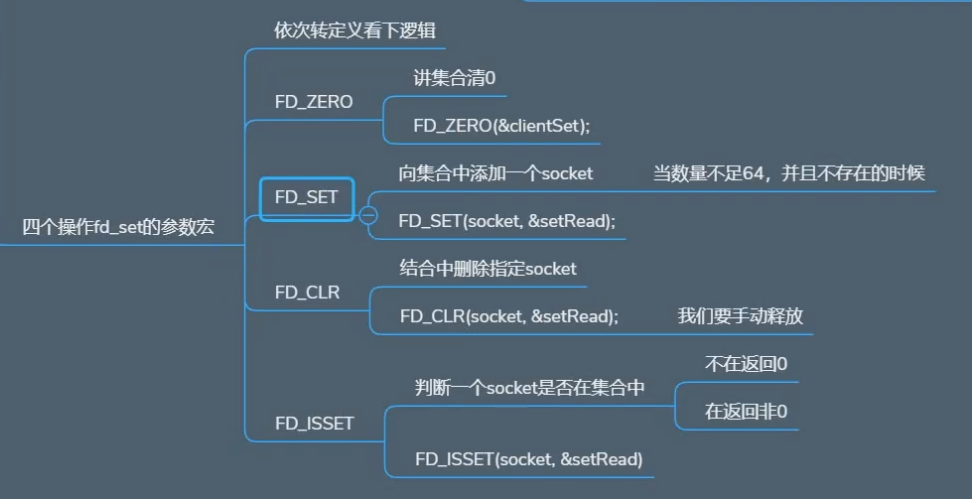 四个操作fd_set的参数宏
依次转定义看下逻辑
FD_ZERO
讲集合清0
FD_ZERO(&clientSet);
FD_SET
向集合中添加一个socket
当数量不足64，并且不存在的时候
FD_SET(socket, &setRead);
FD_CLR
结合中删除指定socket
FD_CLR(socket, &setRead);
我们要手动释放
FD_ISSET
判断一个socket是否在集合中
不在返回0
在返回非0
FD_ISSET(socket, &setRead)